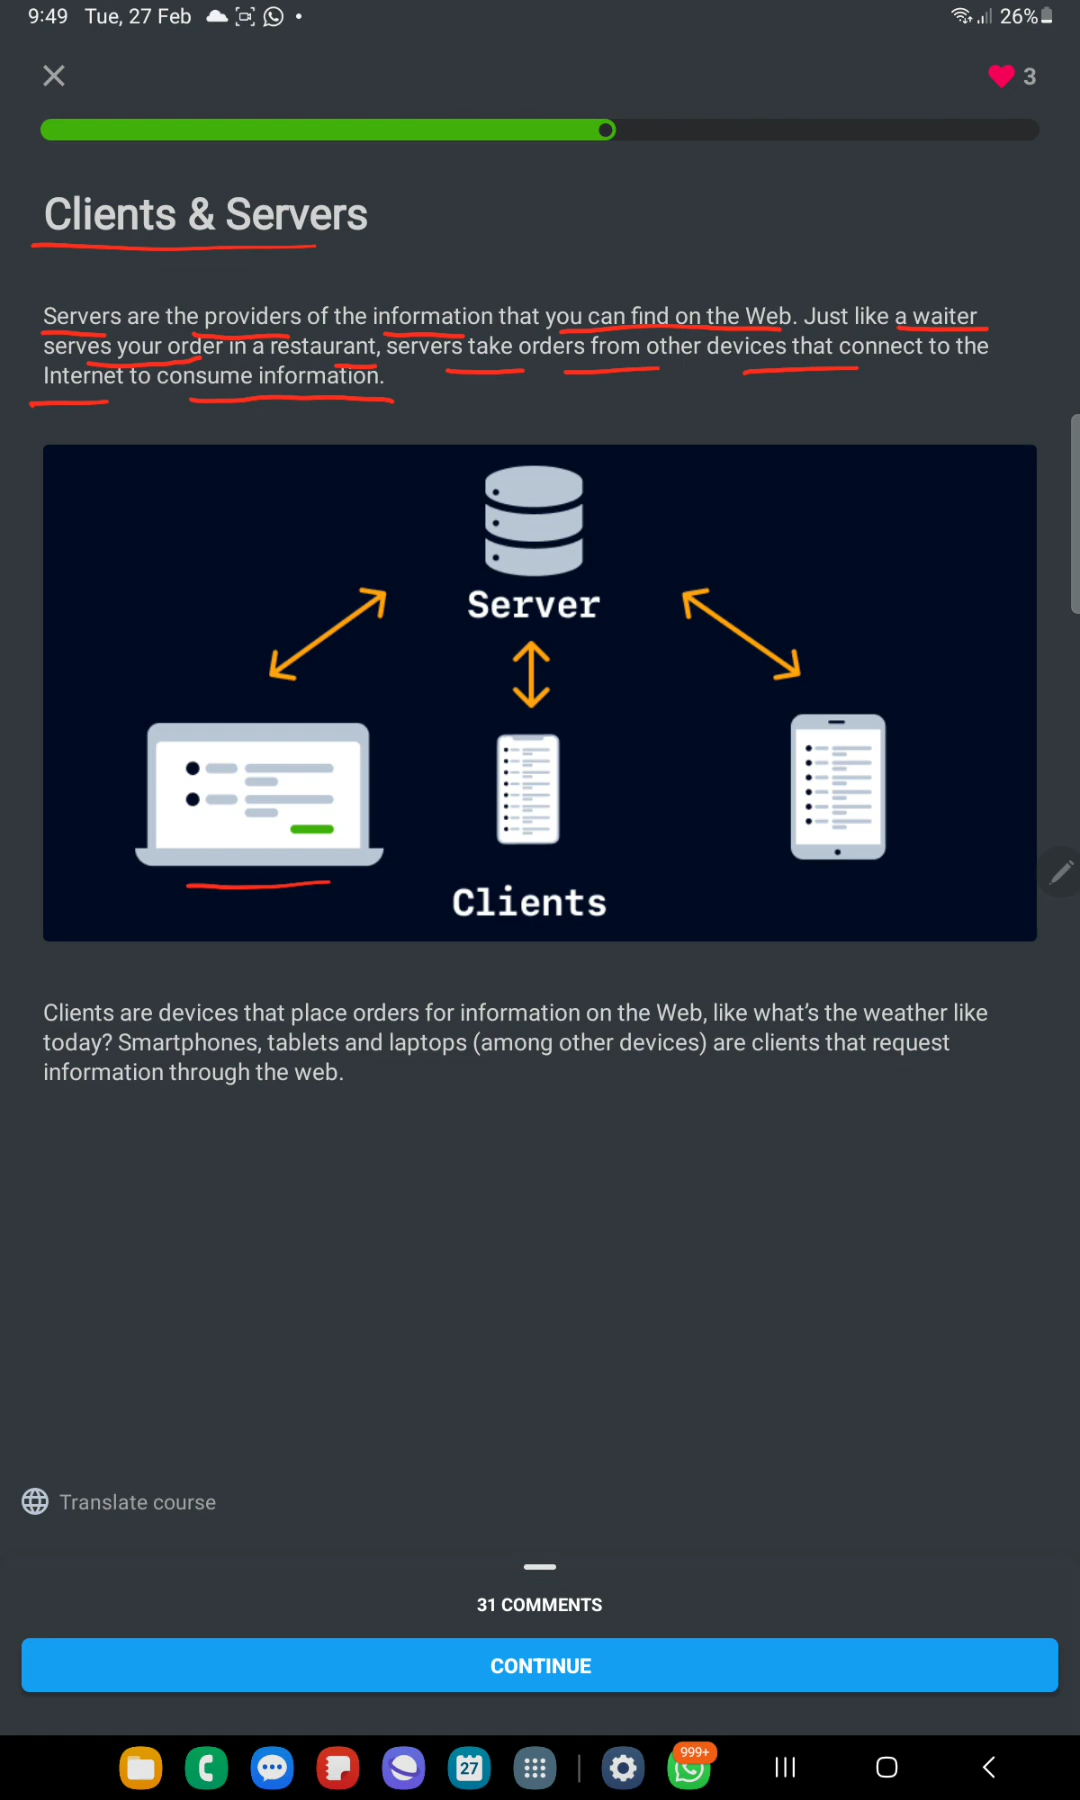 9:49 Tue, 27 Feb
26%
3
Clients & Servers
Servers are the providers of the information that you can find on the Web. Just like a waiter
serves your order in a restaurant, servers take orders from other devices that connect to the
Internet to consume information.
Server
Clients
Clients are devices that place orders for information on the Web, like what’s the weather like
today? Smartphones, tablets and laptops (among other devices) are clients that request
information through the web.
Translate course
31 COMMENTS
CONTINUE
27
999+